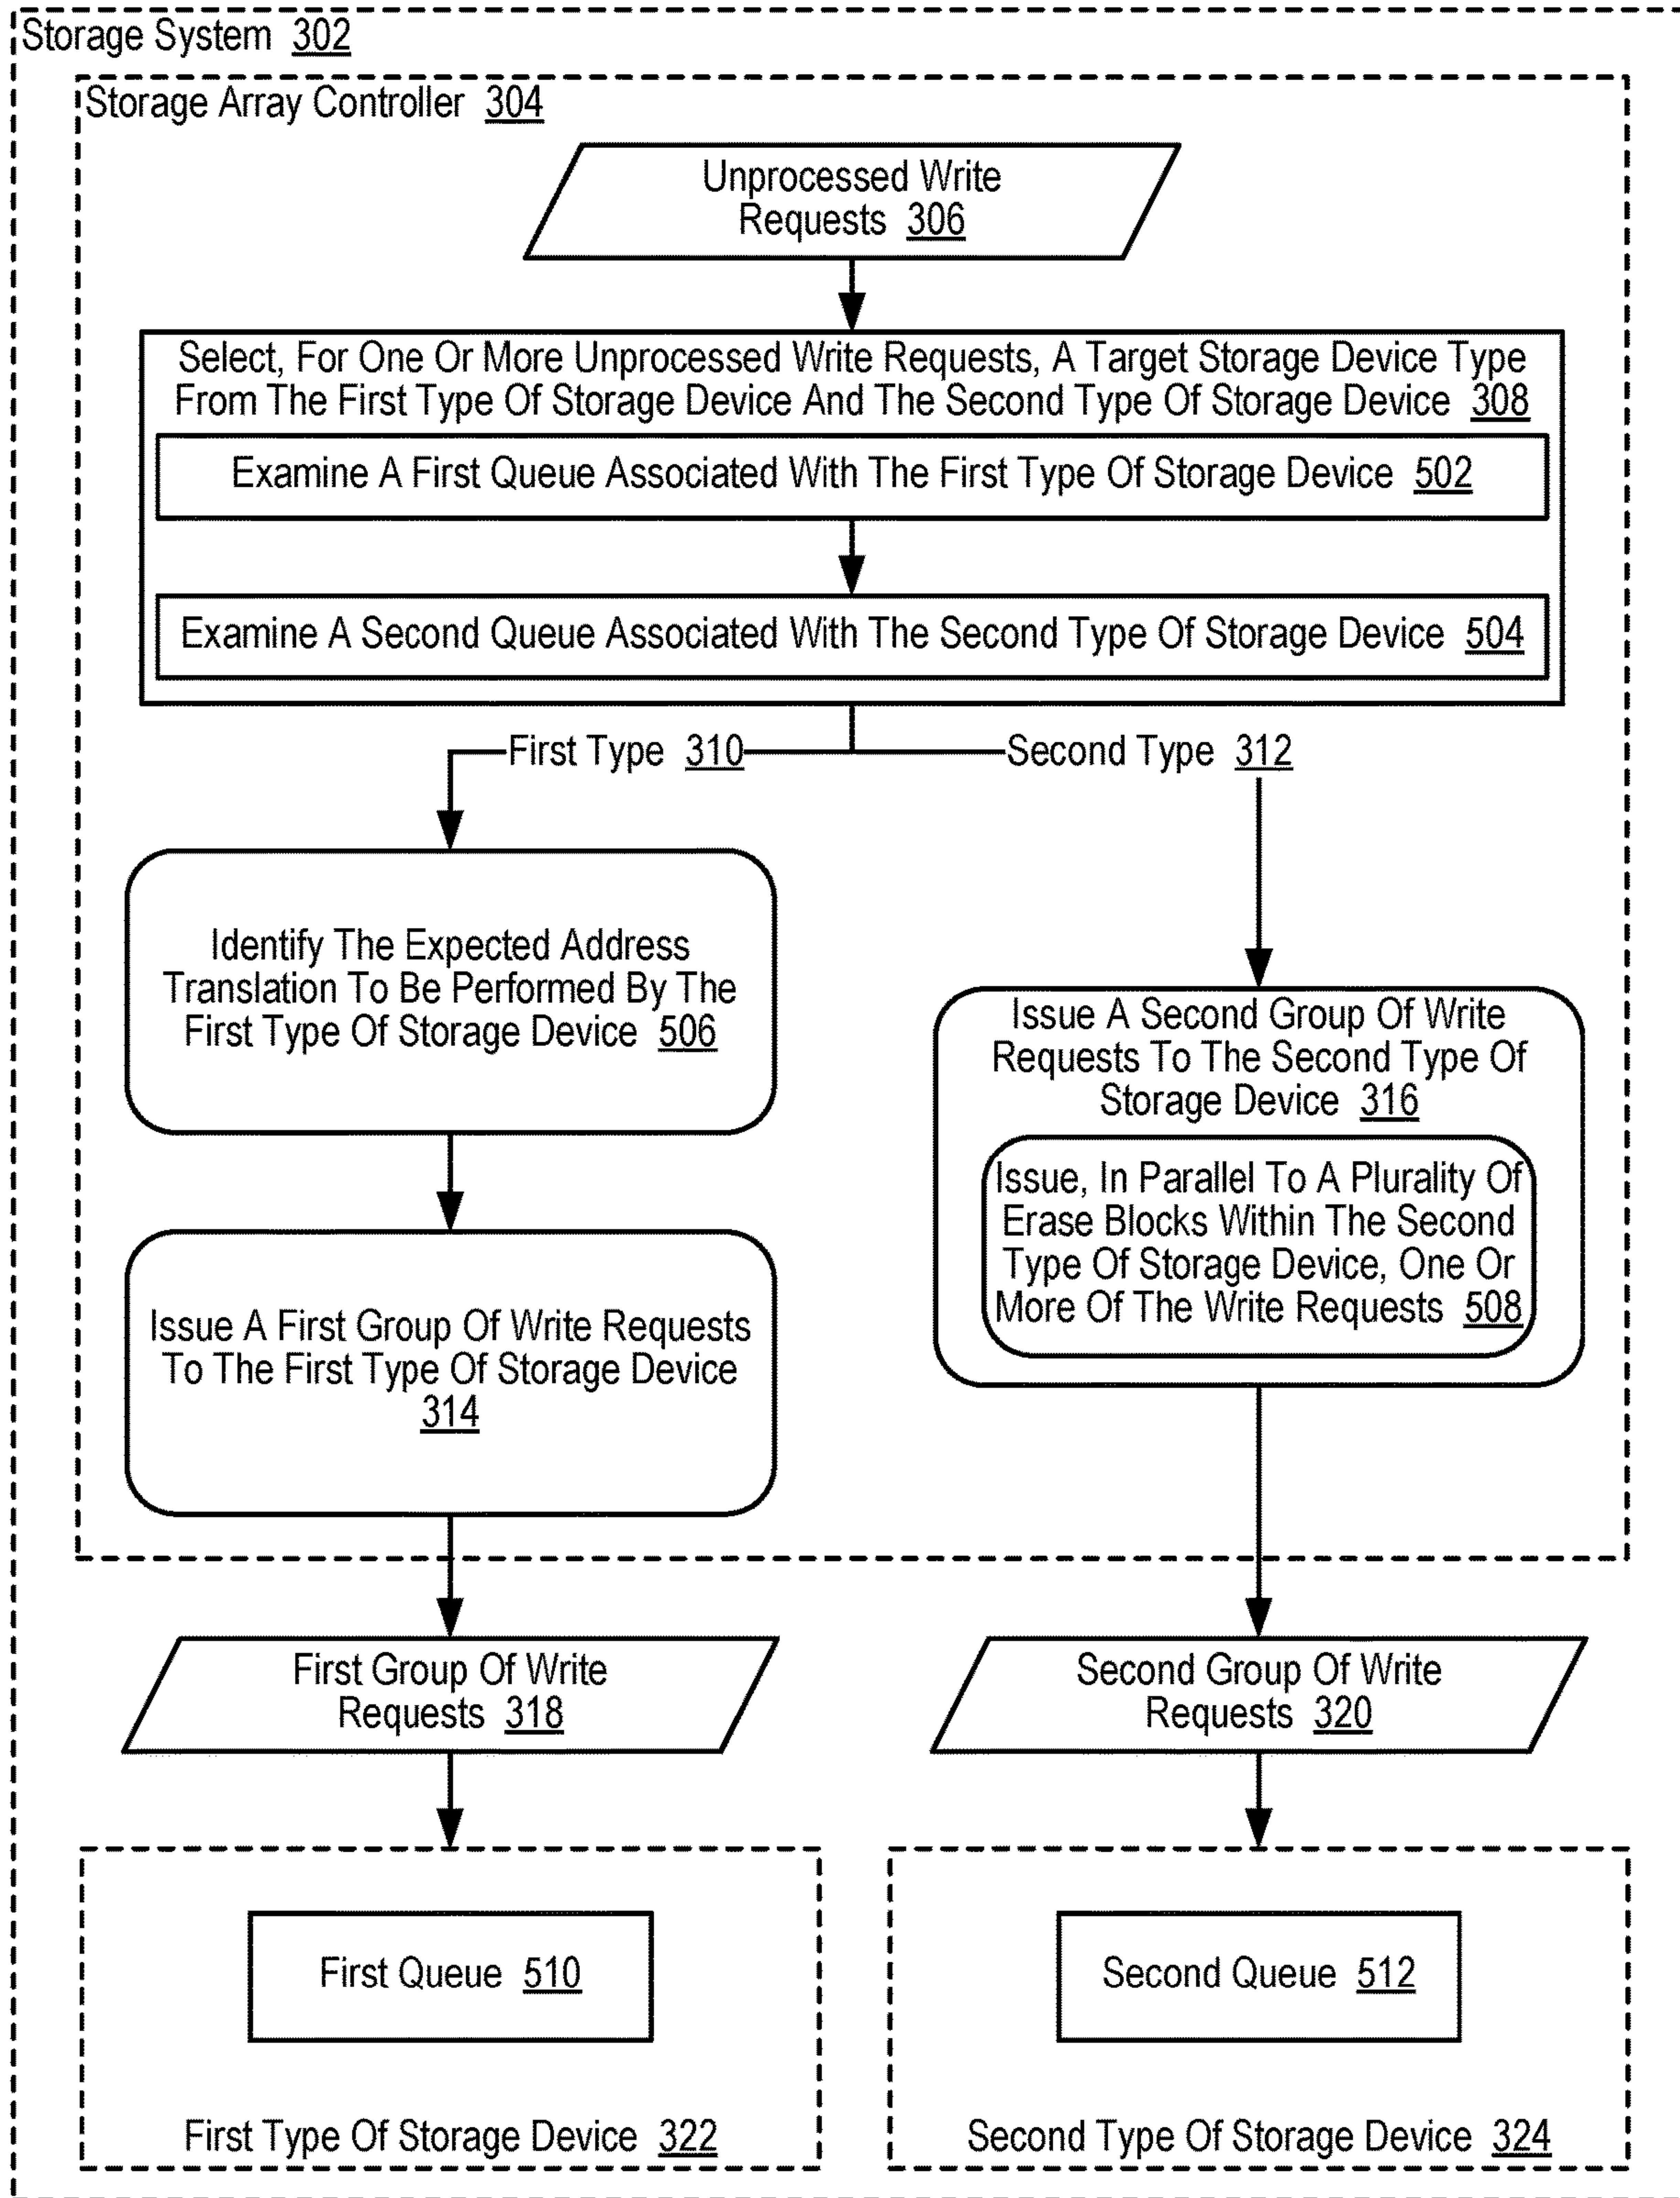 Storage System 302
Storage Array Controller 304
Unprocessed Write
Requests 306
Select, For One Or More Unprocessed Write Requests, A Target Storage Device Type
From The First Type Of Storage Device And The Second Type Of Storage Device 308
Examine A First Queue Associated With The First Type Of Storage Device 502
Examine A Second Queue Associated With The Second Type Of Storage Device 504
First Type 310
Second Type 312
Identify The Expected Address
Translation To Be Performed By The
First Type Of Storage Device 506
Issue A First Group Of Write Requests
To The First Type Of Storage Device
314
Issue A Second Group Of Write
Requests To The Second Type Of
Storage Device 316
Issue, In Parallel To A Plurality Of
Erase Blocks Within The Second
Type Of Storage Device, One Or
More Of The Write Requests 508
First Group Of Write
Requests 318
Second Group Of Write
Requests 320
First Queue 510
Second Queue 512
First Type Of Storage Device 322
Second Type Of Storage Device 324